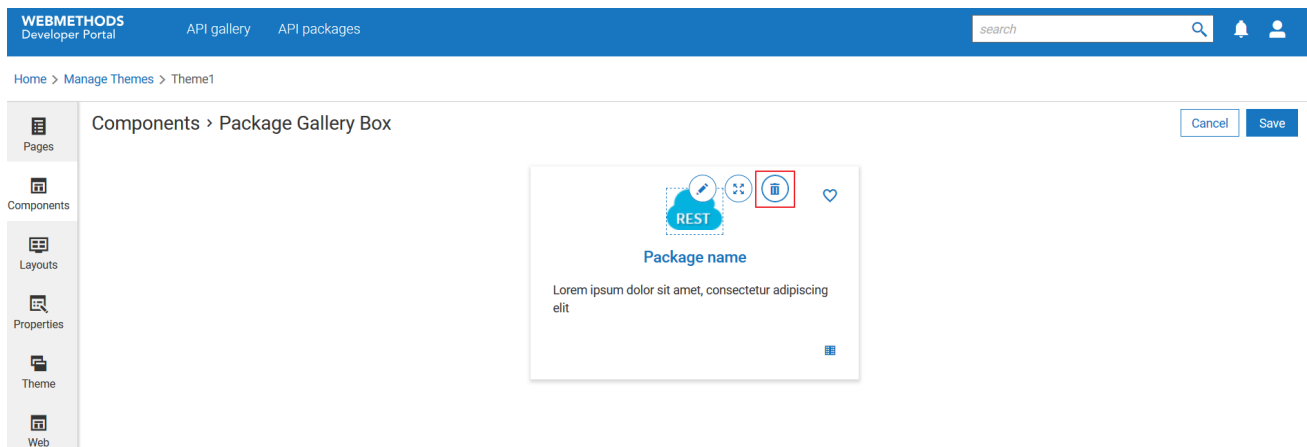 WEBMETHODS
Developer Portal
API gallery API packages
search
Home > Manage Themes > Theme1
Components › Package Gallery Box
Cancel Save
Pages
Components
Layouts
Properties
Theme
Web
REST
Package name
Lorem ipsum dolor sit amet, consectetur adipiscing
elit